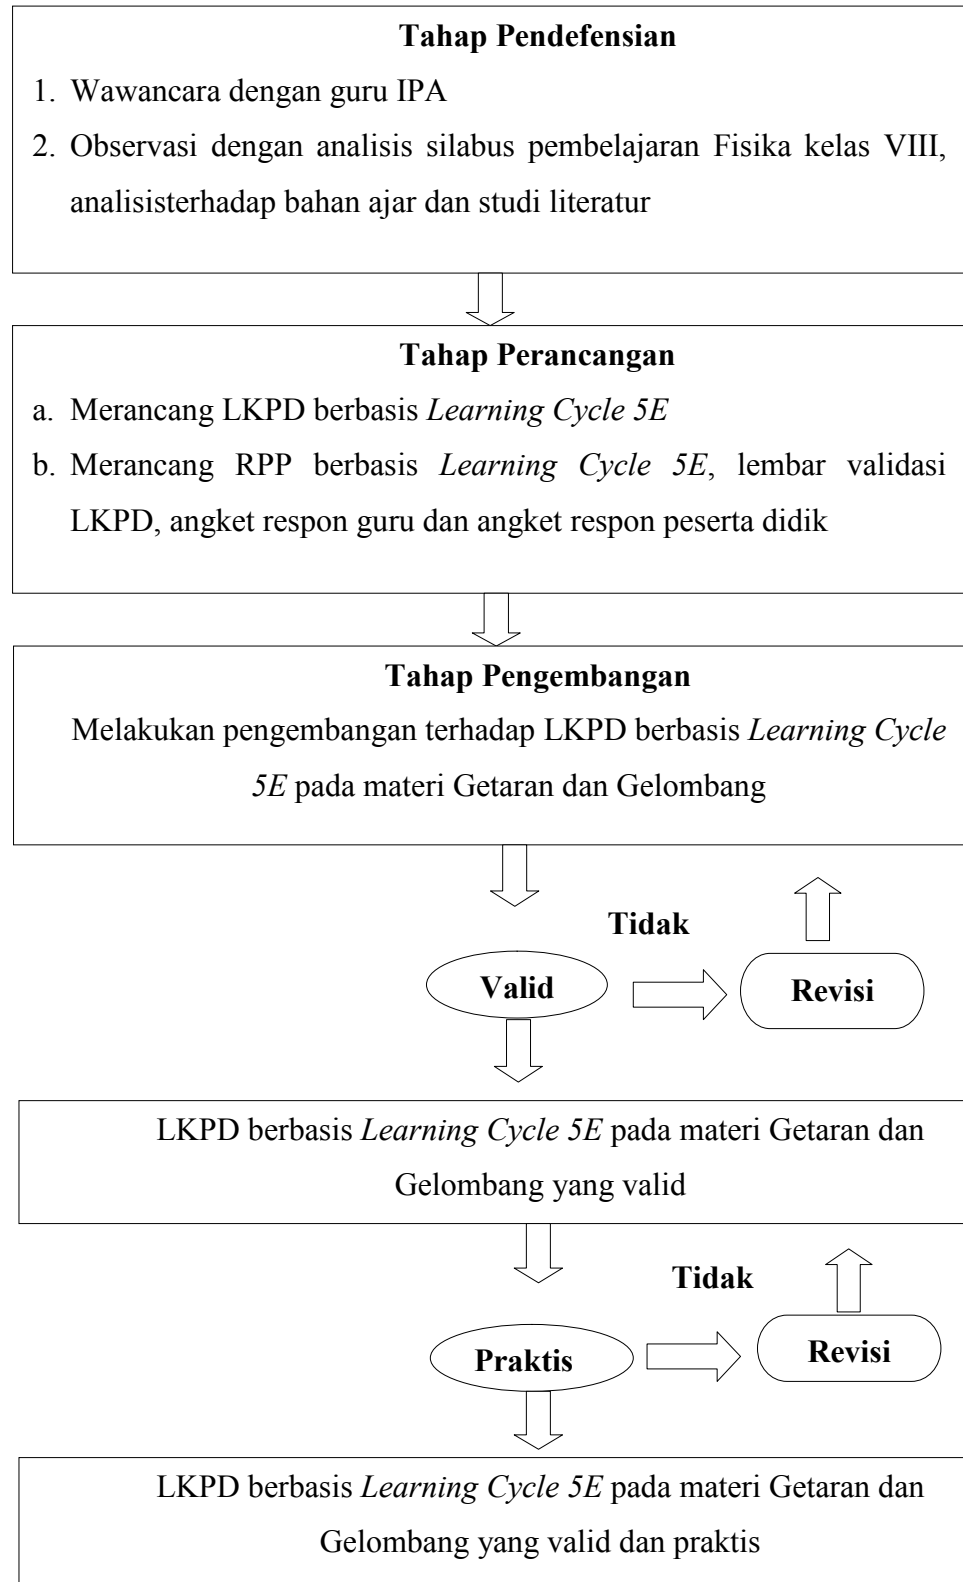 Tahap Pendefensian
1. Wawancara dengan guru IPA
2. Observasi dengan analisis silabus pembelajaran Fisika kelas VIII,
analisisterhadap bahan ajar dan studi literatur
Tahap Perancangan
a. Merancang LKPD berbasis Learning Cycle 5E
b. Merancang RPP berbasis Learning Cycle 5E, lembar validasi
LKPD, angket respon guru dan angket respon peserta didik
Tahap Pengembangan
Melakukan pengembangan terhadap LKPD berbasis Learning Cycle
5E pada materi Getaran dan Gelombang
Tidak
Valid
Revisi
LKPD berbasis Learning Cycle 5E pada materi Getaran dan
Gelombang yang valid
Tidak
Praktis
Revisi
LKPD berbasis Learning Cycle 5E pada materi Getaran dan
Gelombang yang valid dan praktis